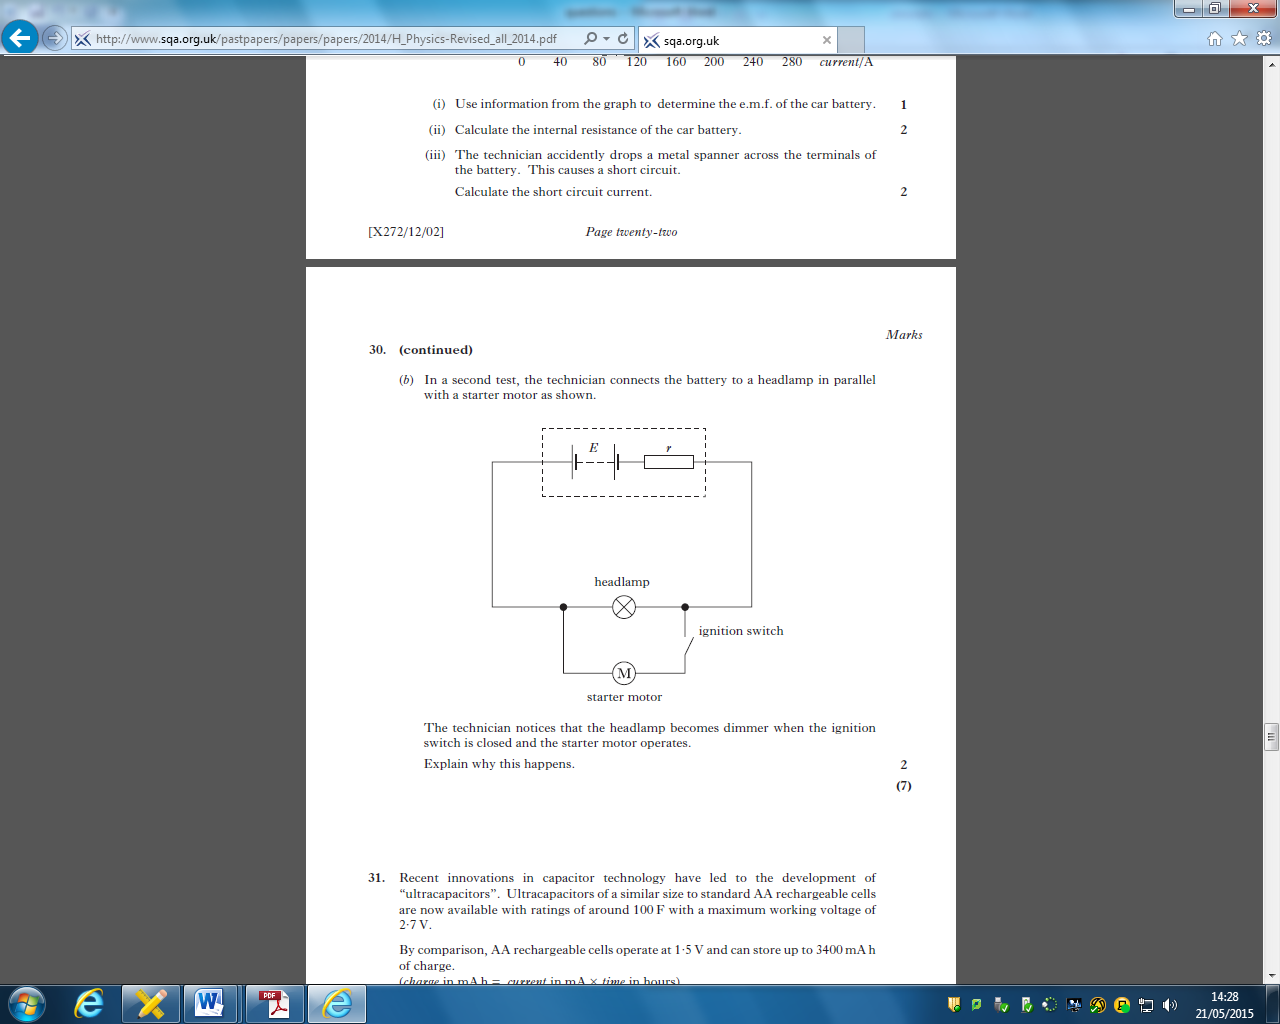 http://www.sqa.org.uk/pastpapers/papers/papers/2014/H_Physics-Revised_all_2014.pdf
sqa.org.uk
0 40 80 120 160 200 240 280 current/A
(i) Use information from the graph to determine the e.m.f. of the car battery. 1
(ii) Calculate the internal resistance of the car battery. 2
(iii) The technician accidently drops a metal spanner across the terminals of
the battery. This causes a short circuit.
Calculate the short circuit current. 2
[X272/12/02] Page twenty-two
Marks
30. (continued)
(b) In a second test, the technician connects the battery to a headlamp in parallel
with a starter motor as shown.
E r
headlamp
ignition switch
M
starter motor
The technician notices that the headlamp becomes dimmer when the ignition
switch is closed and the starter motor operates.
Explain why this happens. 2
(7)
31. Recent innovations in capacitor technology have led to the development of
“ultracapacitors”. Ultracapacitors of a similar size to standard AA rechargeable cells
are now available with ratings of around 100 F with a maximum working voltage of
2·7 V.
By comparison, AA rechargeable cells operate at 1·5 V and can store up to 3400 mA h
of charge.
(charge in mA h = current in mA × time in hours)
14:28
21/05/2015